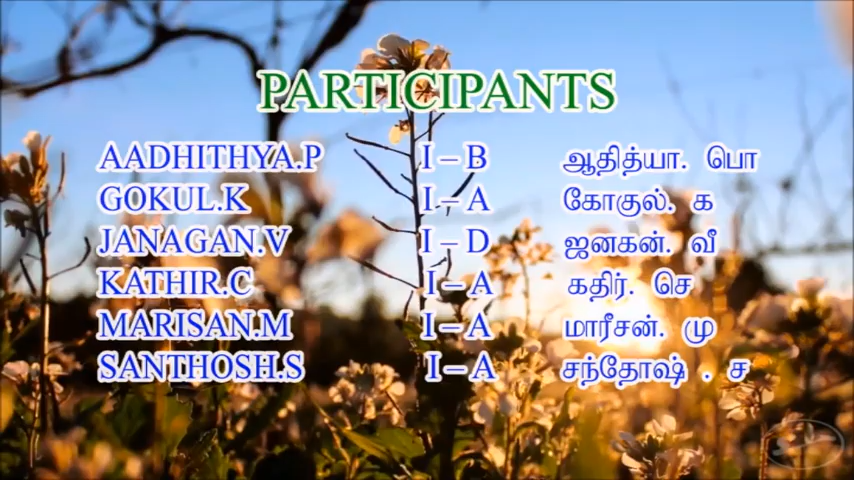 PARTICIPANTS
AADHITHYA.P I – B ஆதித்யா. பொ
GOKUL.K I – A கோகுல். க
JANAGAN.V I – D ஜனகன். வீ
KATHIR.C I – A கதிர். செ
MARISAN.M I – A மாரீசன். மு
SANTHOSH.S I – A சந்தோஷ் . ச